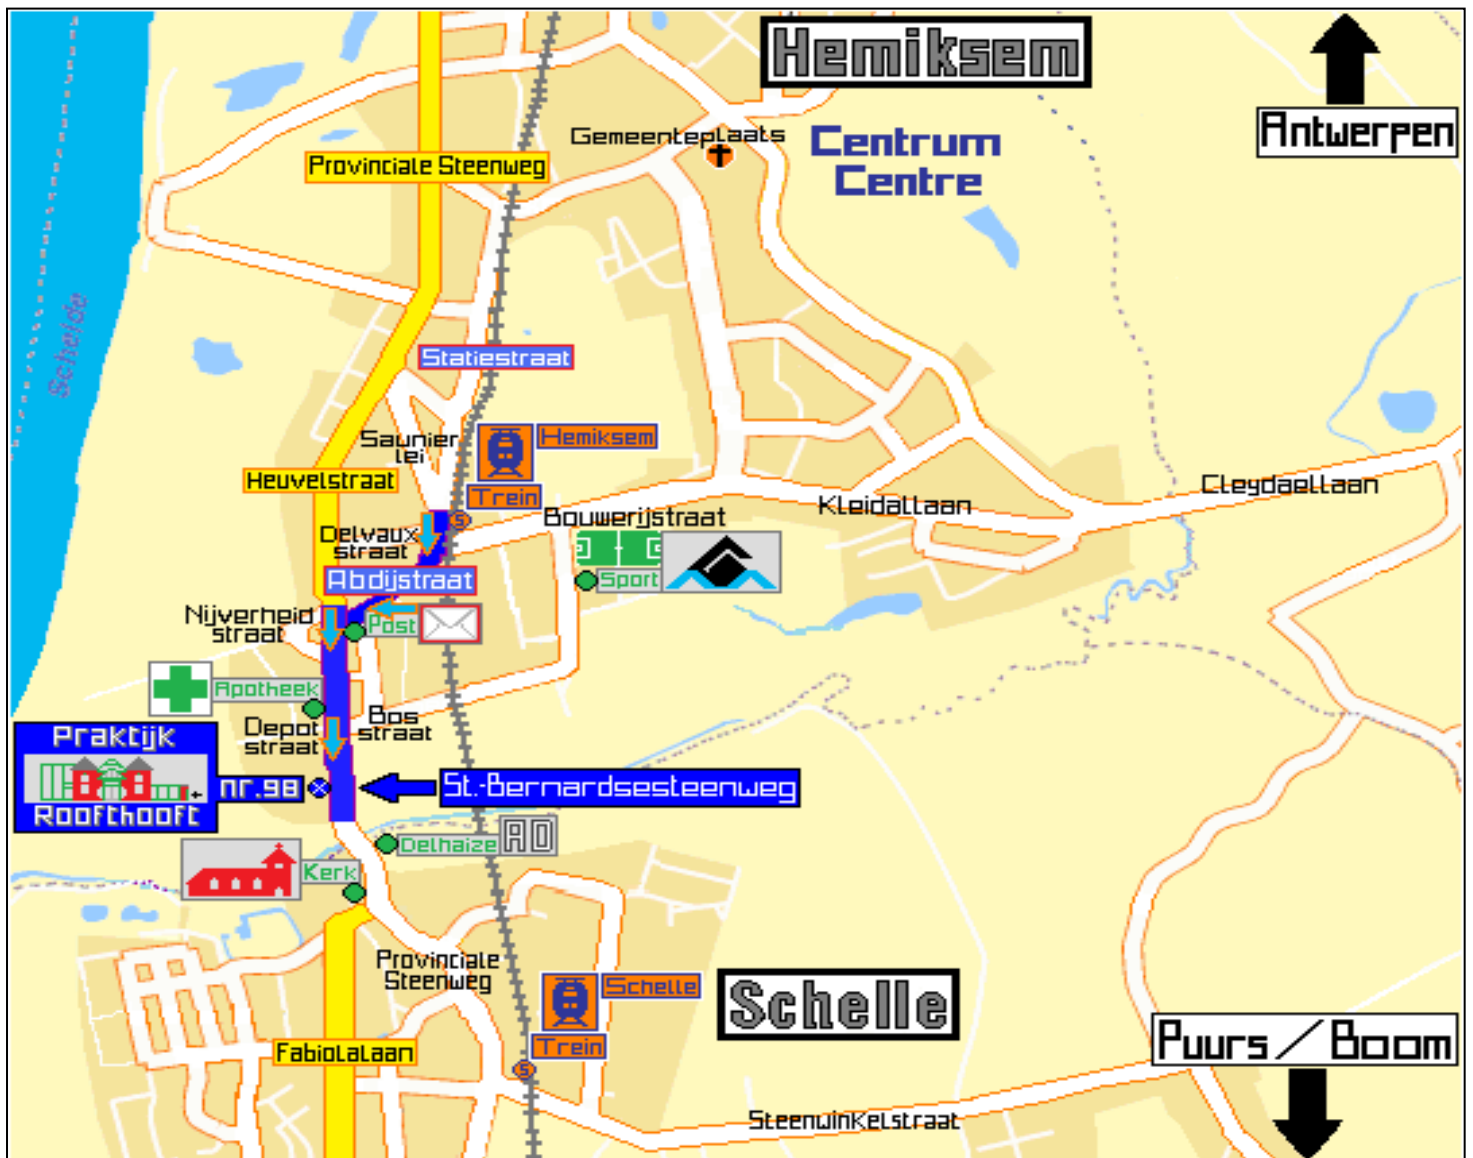 Hemiksem
Antwerpen
Gemeenteplaats
Centrum
Centre
Provinciale Steenweg
Schelde
Statiestraat
Saunier
lei
Hemiksem
Heuvelstraat
Trein
Cleydaellaan
Kleidallaan
Bouwerijstraat
S
Delvaux
straat
Abdijstraat
Sport
Nijverheid
straat
Post
Apotheek
Depot
straat
Bos
straat
Praktijk
nr.98
Roofthooft
St.-Bernardsesteenweg
Delhaize
AD
Kerk
Provinciale
Steenweg
Schelle
Trein
S
Schelle
Puurs / Boom
Fabiolalaan
Steenwinkelstraat